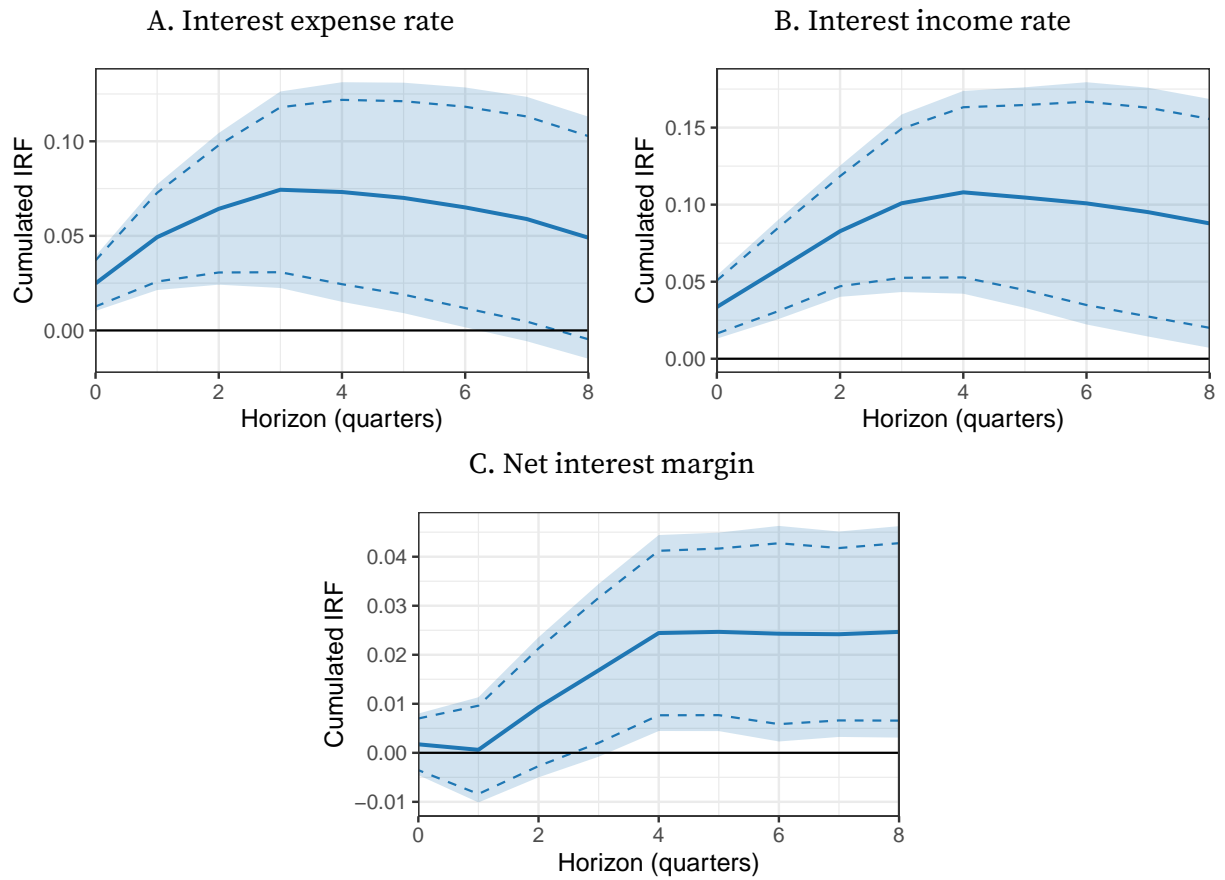 A. Interest expense rate
Cumulated IRF
0.10
0.05
0.00
0 2 4 6 8
Horizon (quarters)
B. Interest income rate
Cumulated IRF
0.15
0.10
0.05
0.00
0 2 4 6 8
Horizon (quarters)
C. Net interest margin
Cumulated IRF
0.04
0.03
0.02
0.01
0.00
−0.01
0 2 4 6 8
Horizon (quarters)